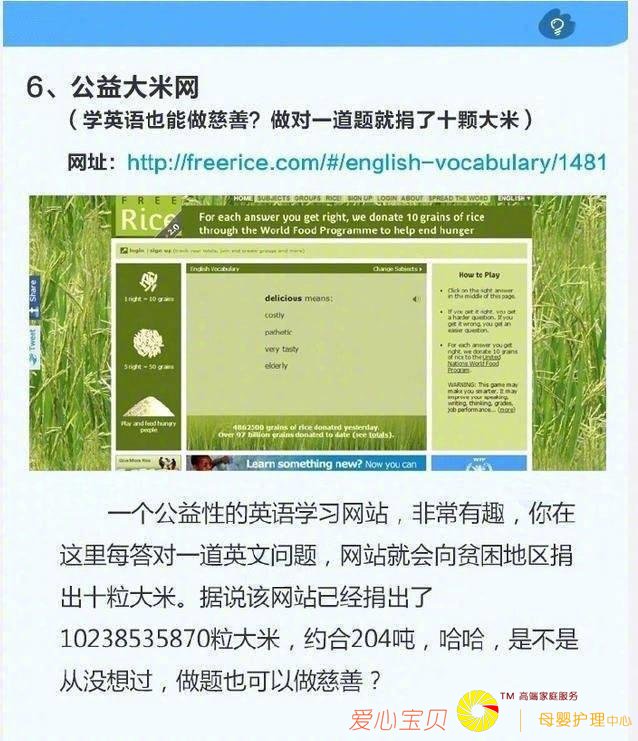 6、公益大米网
（学英语也能做慈善？做对一道题就捐了十颗大米）
网址：http://freerice.com/#/english-vocabulary/1481
HOME SUBJECTS GROUPS RICE! SIGN UP LOGIN ABOUT SPREAD THE WORD ENGLISH
FREE
Rice 2.0
For each answer you get right, we donate 10 grains of rice
through the World Food Programme to help end hunger
login | sign up (track your totals, join and create groups and more)
Share
Tweet
1 right = 10 grains
5 right = 50 grains
Play and feed hungry
people
English Vocabulary
Change Subjects
delicious means:
costly
pathetic
very tasty
elderly
4862500 grains of rice donated yesterday.
Over 97 billion grains donated to date (see totals).
How to Play
Click on the right answer
in the middle of this page.
If you get it right, you get
a harder question. If you
get it wrong, you get an
easier question.
For each answer you get
right, we donate 10 grains
of rice to the United
Nations World Food
Program.
WARNING: This game may
make you smarter. It may
improve your speaking,
writing, thinking, grades,
job performance... (more)
Give More Rice
Learn something new? Now you can
WFP
一个公益性的英语学习网站，非常有趣，你在
这里每答对一道英文问题，网站就会向贫困地区捐
出十粒大米。据说该网站已经捐出了
10238535870粒大米，约合204吨，哈哈，是不是
从没想过，做题也可以做慈善？
爱心宝贝
TM 高端家庭服务
母婴护理中心